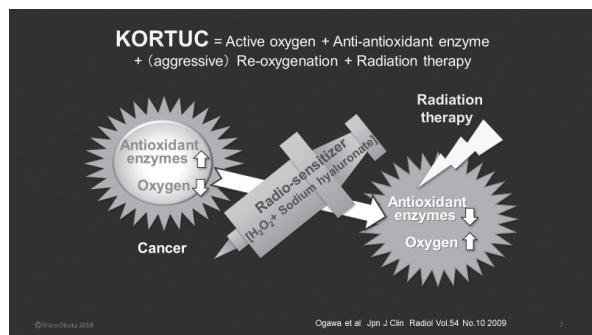 KORTUC = Active oxygen + Anti-antioxidant enzyme
+ （aggressive） Re-oxygenation + Radiation therapy
Radiation
therapy
Antioxidant
enzymes
Oxygen
Radio-sensitizer
[H₂O₂+ Sodium hyaluronate]
Antioxidant
enzymes
Oxygen
Cancer
©Shiro Obata 2018
Ogawa et al Jpn J Clin Radiol Vol.54 No.10 2009
7